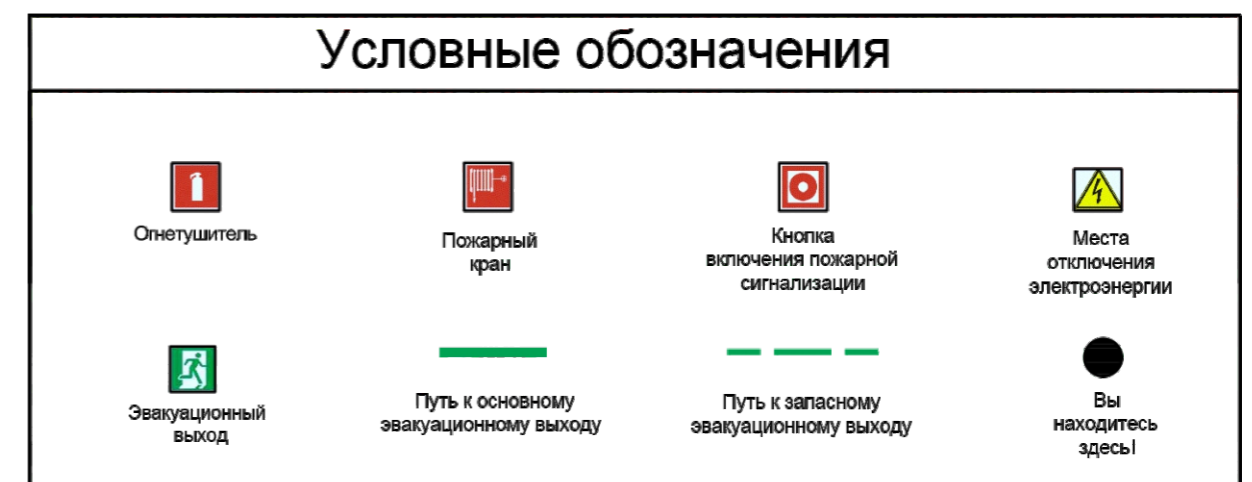 Условные обозначения
Огнетушитель
Пожарный
кран
Кнопка
включения пожарной
сигнализации
Места
отключения
электроэнергии
Эвакуационный
выход
Путь к основному
эвакуационному выходу
Путь к запасному
эвакуационному выходу
Вы
находитесь
здесь!